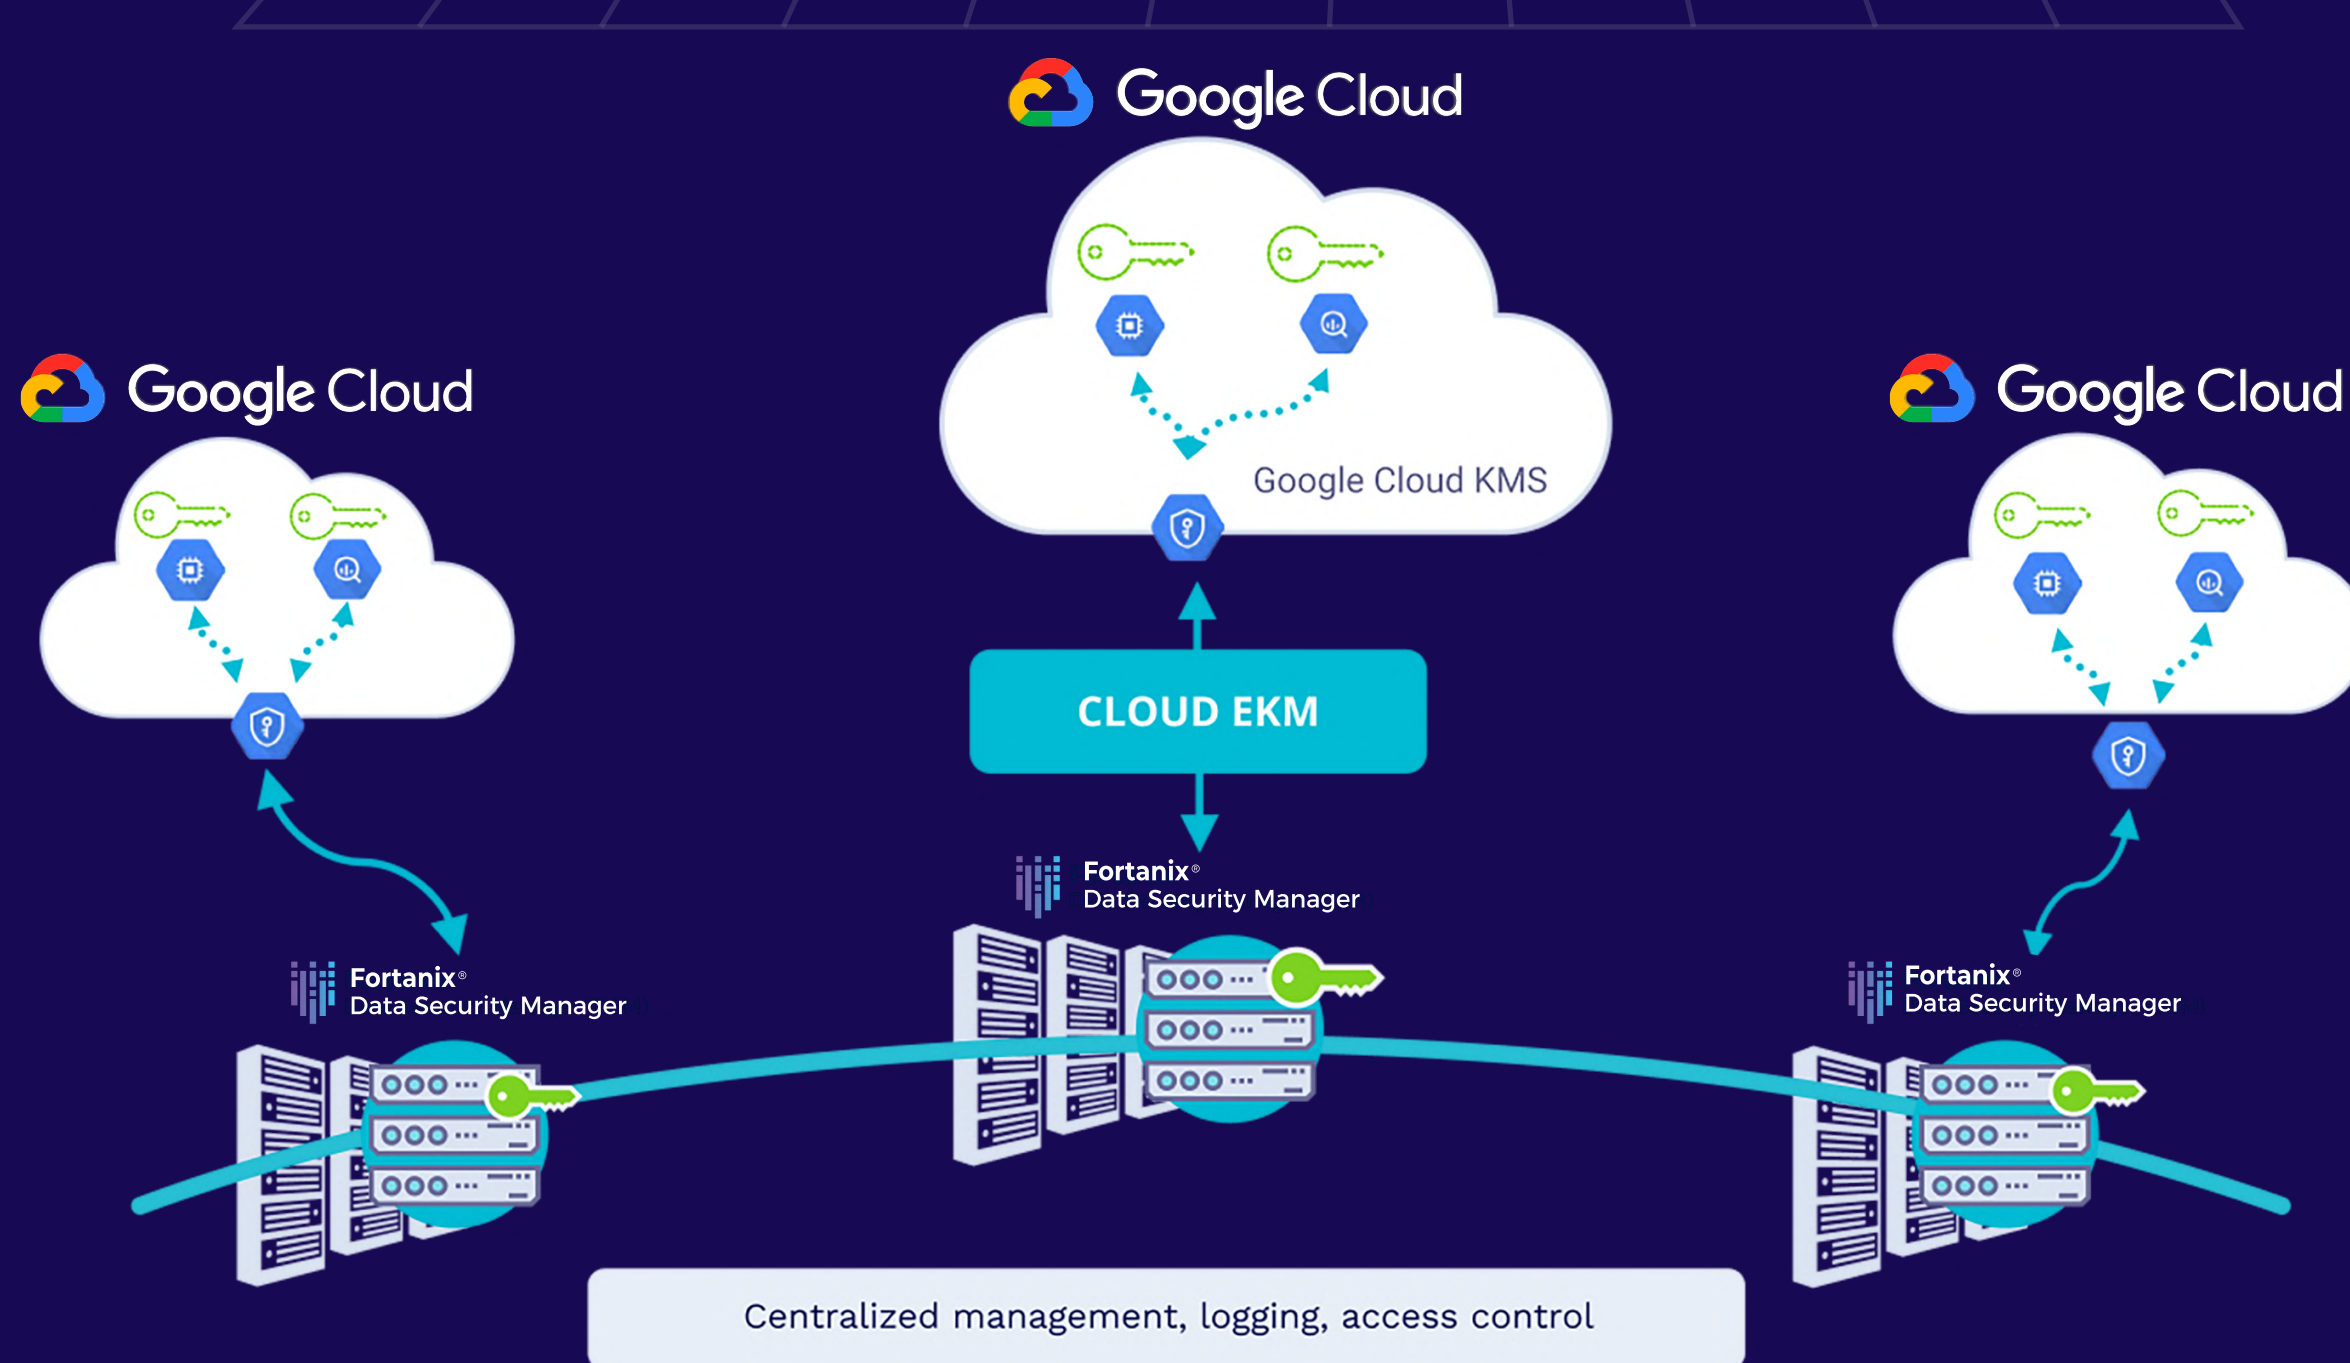 Google Cloud
Google Cloud
Google Cloud
Google Cloud KMS
CLOUD EKM
Fortanix®
Data Security Manager
Fortanix®
Data Security Manager
Fortanix®
Data Security Manager
Centralized management, logging, access control